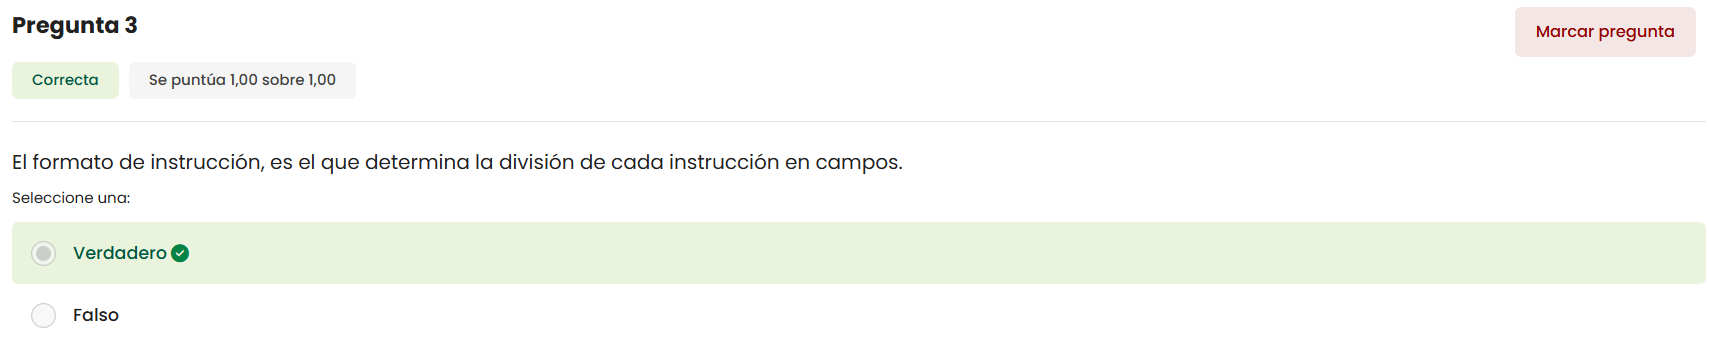 Pregunta 3
Marcar pregunta
Correcta
Se puntúa 1,00 sobre 1,00
El formato de instrucción, es el que determina la división de cada instrucción en campos.
Seleccione una:
Verdadero
Falso